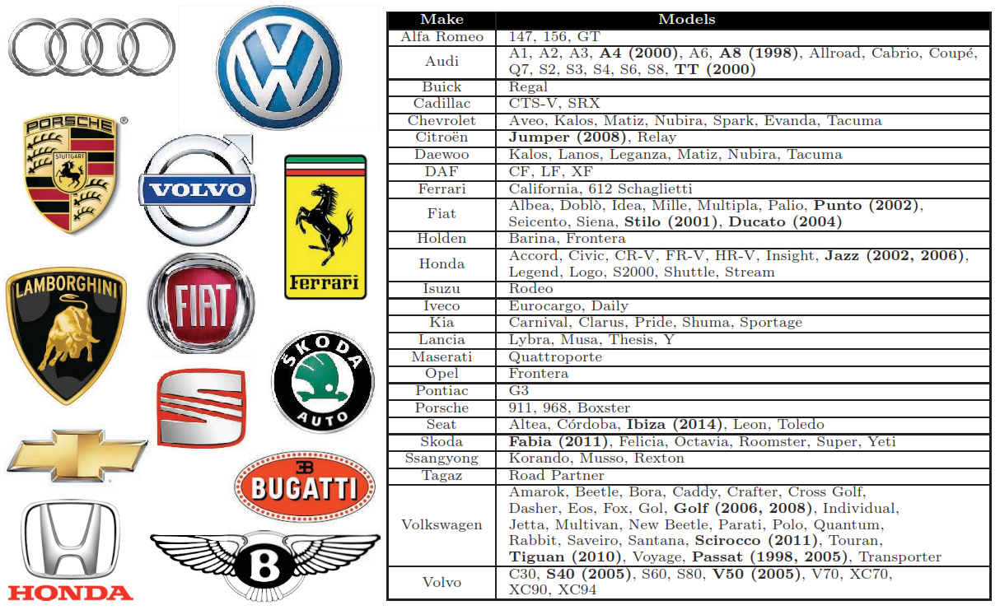 PORSCHE
®
STUTTGART
VOLVO
Ferrari
LAMBORGHINI
FIAT
ŠKODA
AUTO
S
EB
BUGATTI
B
HONDA
Make Models
Alfa Romeo 147, 156, GT
Audi A1, A2, A3, A4 (2000), A6, A8 (1998), Allroad, Cabrio, Coupé,
Q7, S2, S3, S4, S6, S8, TT (2000)
Buick Regal
Cadillac CTS-V, SRX
Chevrolet Aveo, Kalos, Matiz, Nubira, Spark, Evanda, Tacuma
Citroën Jumper (2008), Relay
Daewoo Kalos, Lanos, Leganza, Matiz, Nubira, Tacuma
DAF CF, LF, XF
Ferrari California, 612 Schaglietti
Fiat Albea, Doblò, Idea, Mille, Multipla, Palio, Punto (2002),
Seicento, Siena, Stilo (2001), Ducato (2004)
Holden Barina, Frontera
Honda Accord, Civic, CR-V, FR-V, HR-V, Insight, Jazz (2002, 2006),
Legend, Logo, S2000, Shuttle, Stream
Isuzu Rodeo
Iveco Eurocargo, Daily
Kia Carnival, Clarus, Pride, Shuma, Sportage
Lancia Lybra, Musa, Thesis, Y
Maserati Quattroporte
Opel Frontera
Pontiac G3
Porsche 911, 968, Boxster
Seat Altea, Córdoba, Ibiza (2014), Leon, Toledo
Skoda Fabia (2011), Felicia, Octavia, Roomster, Super, Yeti
Ssangyong Korando, Musso, Rexton
Tagaz Road Partner
Volkswagen Amarok, Beetle, Bora, Caddy, Crafter, Cross Golf,
Dasher, Eos, Fox, Gol, Golf (2006, 2008), Individual,
Jetta, Multivan, New Beetle, Parati, Polo, Quantum,
Rabbit, Saveiro, Santana, Scirocco (2011), Touran,
Tiguan (2010), Voyage, Passat (1998, 2005), Transporter
Volvo C30, S40 (2005), S60, S80, V50 (2005), V70, XC70,
XC90, XC94